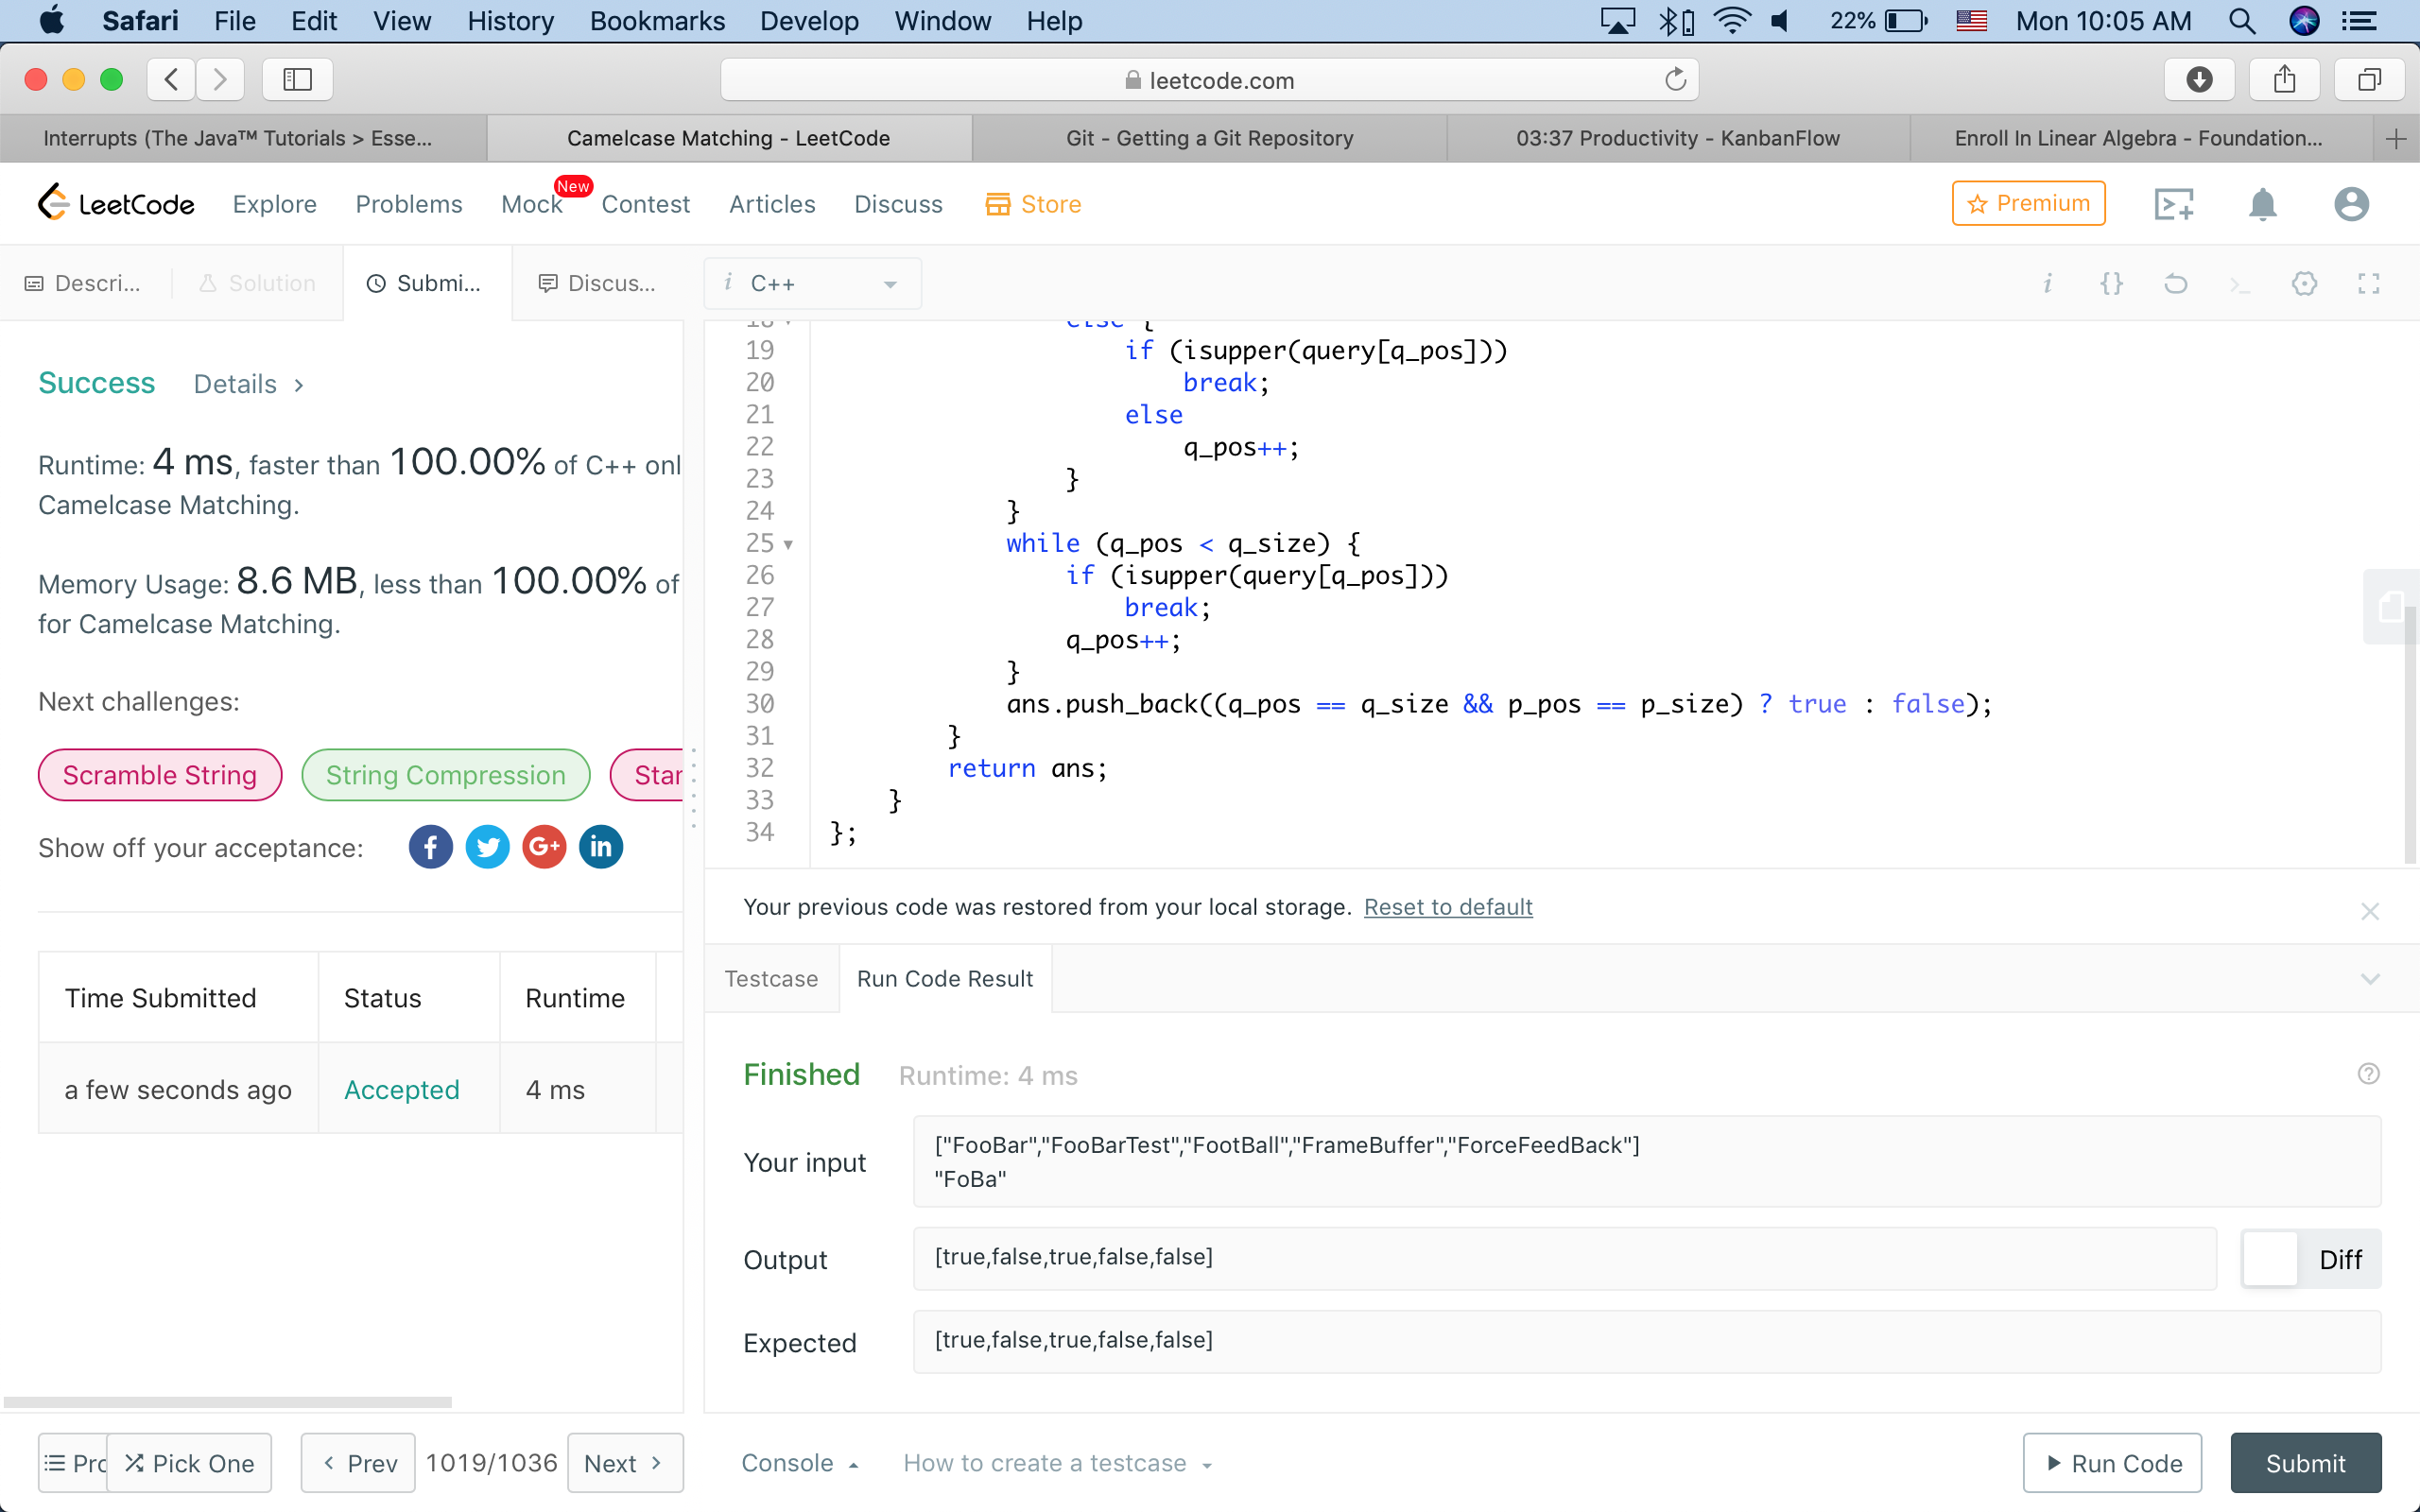 Safari File Edit View History Bookmarks Develop Window Help 22% Mon 10:05 AM
leetcode.com
Interrupts (The Java™ Tutorials > Esse... Camelcase Matching - LeetCode Git - Getting a Git Repository 03:37 Productivity - KanbanFlow Enroll In Linear Algebra - Foundation...
LeetCode Explore Problems Mock New Contest Articles Discuss Store Premium
Descri... Solution Submi... Discus... i C++
Success Details >
Runtime: 4 ms, faster than 100.00% of C++ onl
Camelcase Matching.
Memory Usage: 8.6 MB, less than 100.00% of
for Camelcase Matching.
Next challenges:
Scramble String String Compression Star
Show off your acceptance:
Time Submitted Status Runtime
a few seconds ago Accepted 4 ms
Pro Pick One Prev 1019/1036 Next
18 else {
19 if (isupper(query[q_pos]))
20 break;
21 else
22 q_pos++;
23 }
24 }
25 while (q_pos < q_size) {
26 if (isupper(query[q_pos]))
27 break;
28 q_pos++;
29 }
30 ans.push_back((q_pos == q_size && p_pos == p_size) ? true : false);
31 }
32 return ans;
33 }
34 };
Your previous code was restored from your local storage. Reset to default
Testcase Run Code Result
Finished Runtime: 4 ms
Your input ["FooBar","FooBarTest","FootBall","FrameBuffer","ForceFeedBack"]
"FoBa"
Output [true,false,true,false,false] Diff
Expected [true,false,true,false,false]
Console How to create a testcase Run Code Submit